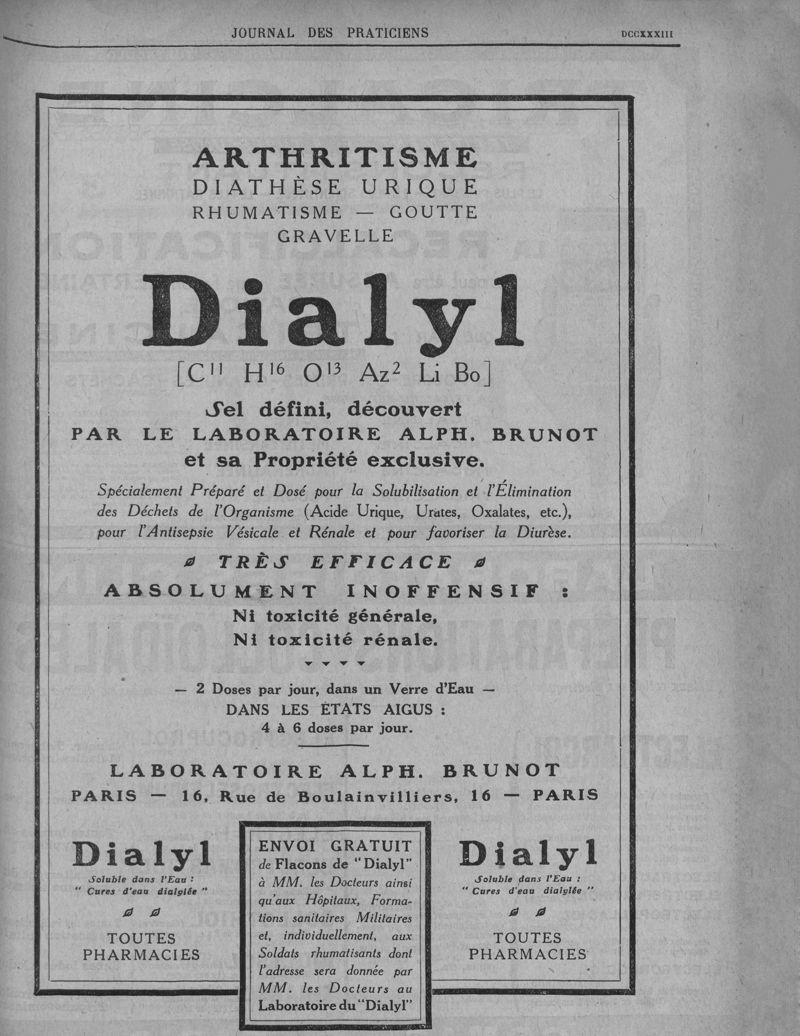 JOURNAL DES PRATICIENS
DCCXXXIII
ARTHRITISME
DIATHÈSE URIQUE
RHUMATISME — GOUTTE
GRAVELLE
Dialyl
[C¹¹ H¹⁶ O¹³ Az² Li Bo]
Sel défini, découvert
PAR LE LABORATOIRE ALPH. BRUNOT
et sa Propriété exclusive.
Spécialement Préparé et Dosé pour la Solubilisation et l'Élimination
des Déchets de l'Organisme (Acide Urique, Urates, Oxalates, etc.),
pour l'Antisepsie Vésicale et Rénale et pour favoriser la Diurèse.
TRÈS EFFICACE
ABSOLUMENT INOFFENSIF :
Ni toxicité générale,
Ni toxicité rénale.
— 2 Doses par jour, dans un Verre d'Eau —
DANS LES ÉTATS AIGUS :
4 à 6 doses par jour.
LABORATOIRE ALPH. BRUNOT
PARIS — 16, Rue de Boulainvilliers, 16 — PARIS
Dialyl
Soluble dans l'Eau :
" Cures d'eau dialylée "
TOUTES
PHARMACIES
ENVOI GRATUIT
de Flacons de "Dialyl"
à MM. les Docteurs ainsi
qu'aux Hôpitaux, Forma-
tions sanitaires Militaires
et, individuellement, aux
Soldats rhumatisants dont
l'adresse sera donnée par
MM. les Docteurs au
Laboratoire du "Dialyl"
Dialyl
Soluble dans l'Eau :
" Cures d'eau dialylée "
TOUTES
PHARMACIES